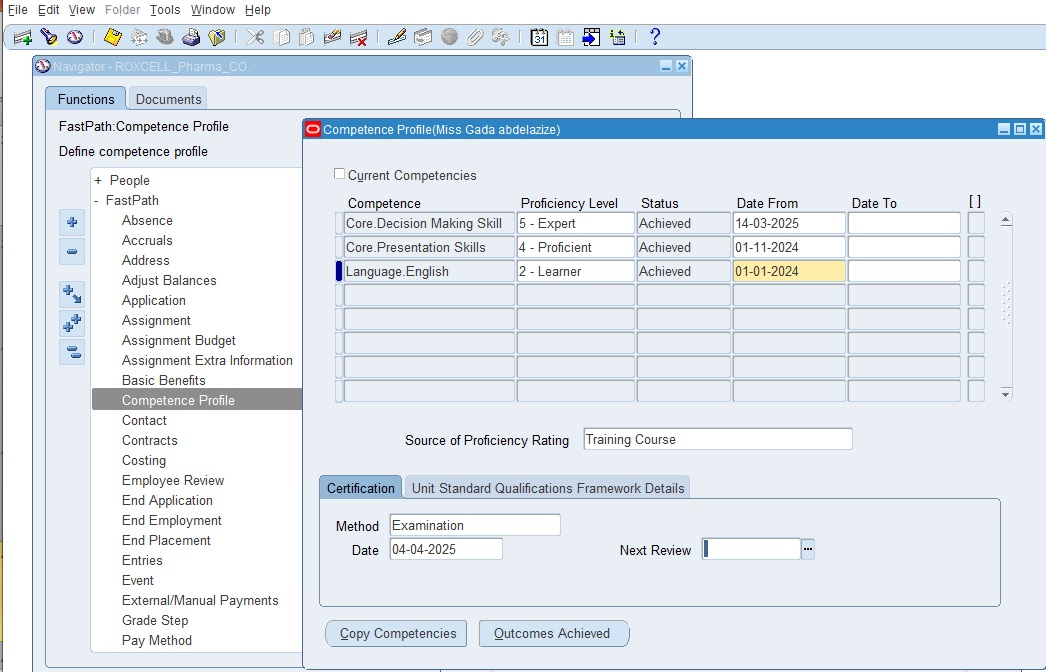 File Edit View Folder Tools Window Help
Navigator - ROXCELL_Pharma_CO.
Functions Documents
FastPath:Competence Profile
Define competence profile
+ People
- FastPath
Absence
Accruals
Address
Adjust Balances
Application
Assignment
Assignment Budget
Assignment Extra Information
Basic Benefits
Competence Profile
Contact
Contracts
Costing
Employee Review
End Application
End Employment
End Placement
Entries
Event
External/Manual Payments
Grade Step
Pay Method
Competence Profile(Miss Gada abdelazize)
Current Competencies
Competence Proficiency Level Status Date From Date To [ ]
Core.Decision Making Skill 5 - Expert Achieved 14-03-2025
Core.Presentation Skills 4 - Proficient Achieved 01-11-2024
Language.English 2 - Learner Achieved 01-01-2024
Source of Proficiency Rating Training Course
Certification Unit Standard Qualifications Framework Details
Method Examination
Date 04-04-2025 Next Review
Copy Competencies Outcomes Achieved